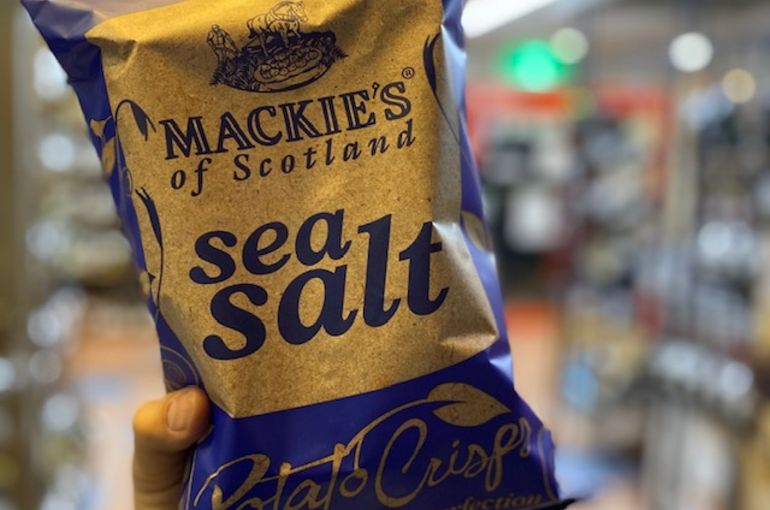 MACKIE'S®
of Scotland
sea
salt
Potato Crisps